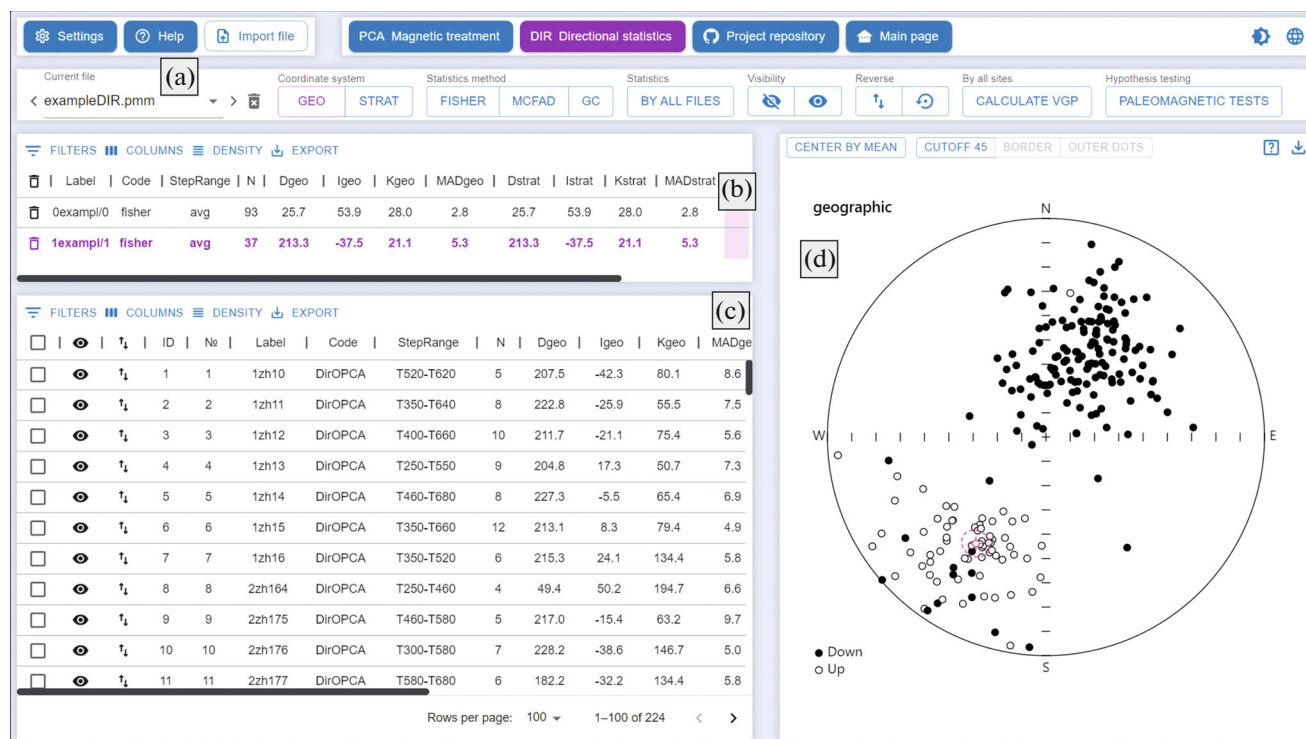 Settings Help Import file PCA Magnetic treatment DIR Directional statistics Project repository Main page
Current file (a) Coordinate system Statistics method Statistics Visibility Reverse By all sites Hypothesis testing
exampleDIR.pmm GEO STRAT FISHER MCFAD GC BY ALL FILES CALCULATE VGP PALEOMAGNETIC TESTS
FILTERS COLUMNS DENSITY EXPORT
Label Code StepRange N Dgeo Igeo Kgeo MADgeo Dstrat Istrat Kstrat MADstrat (b)
0exampl/0 fisher avg 93 25.7 53.9 28.0 2.8 25.7 53.9 28.0 2.8
1exampl/1 fisher avg 37 213.3 -37.5 21.1 5.3 213.3 -37.5 21.1 5.3
FILTERS COLUMNS DENSITY EXPORT (c)
ID № Label Code StepRange N Dgeo Igeo Kgeo MADge
1 1 1zh10 DirOPCA T520-T620 5 207.5 -42.3 80.1 8.6
2 2 1zh11 DirOPCA T350-T640 8 222.8 -25.9 55.5 7.5
3 3 1zh12 DirOPCA T400-T660 10 211.7 -21.1 75.4 5.6
4 4 1zh13 DirOPCA T250-T550 9 204.8 17.3 50.7 7.3
5 5 1zh14 DirOPCA T460-T680 8 227.3 -5.5 65.4 6.9
6 6 1zh15 DirOPCA T350-T660 12 213.1 8.3 79.4 4.9
7 7 1zh16 DirOPCA T350-T520 6 215.3 24.1 134.4 5.8
8 8 2zh164 DirOPCA T250-T460 4 49.4 50.2 194.7 6.6
9 9 2zh175 DirOPCA T460-T580 5 217.0 -15.4 63.2 9.7
10 10 2zh176 DirOPCA T300-T580 7 228.2 -38.6 146.7 5.0
11 11 2zh177 DirOPCA T580-T680 6 182.2 -32.2 134.4 5.8
Rows per page: 100 1–100 of 224
CENTER BY MEAN CUTOFF 45 BORDER OUTER DOTS
geographic
N
(d)
W E
Down
Up
S